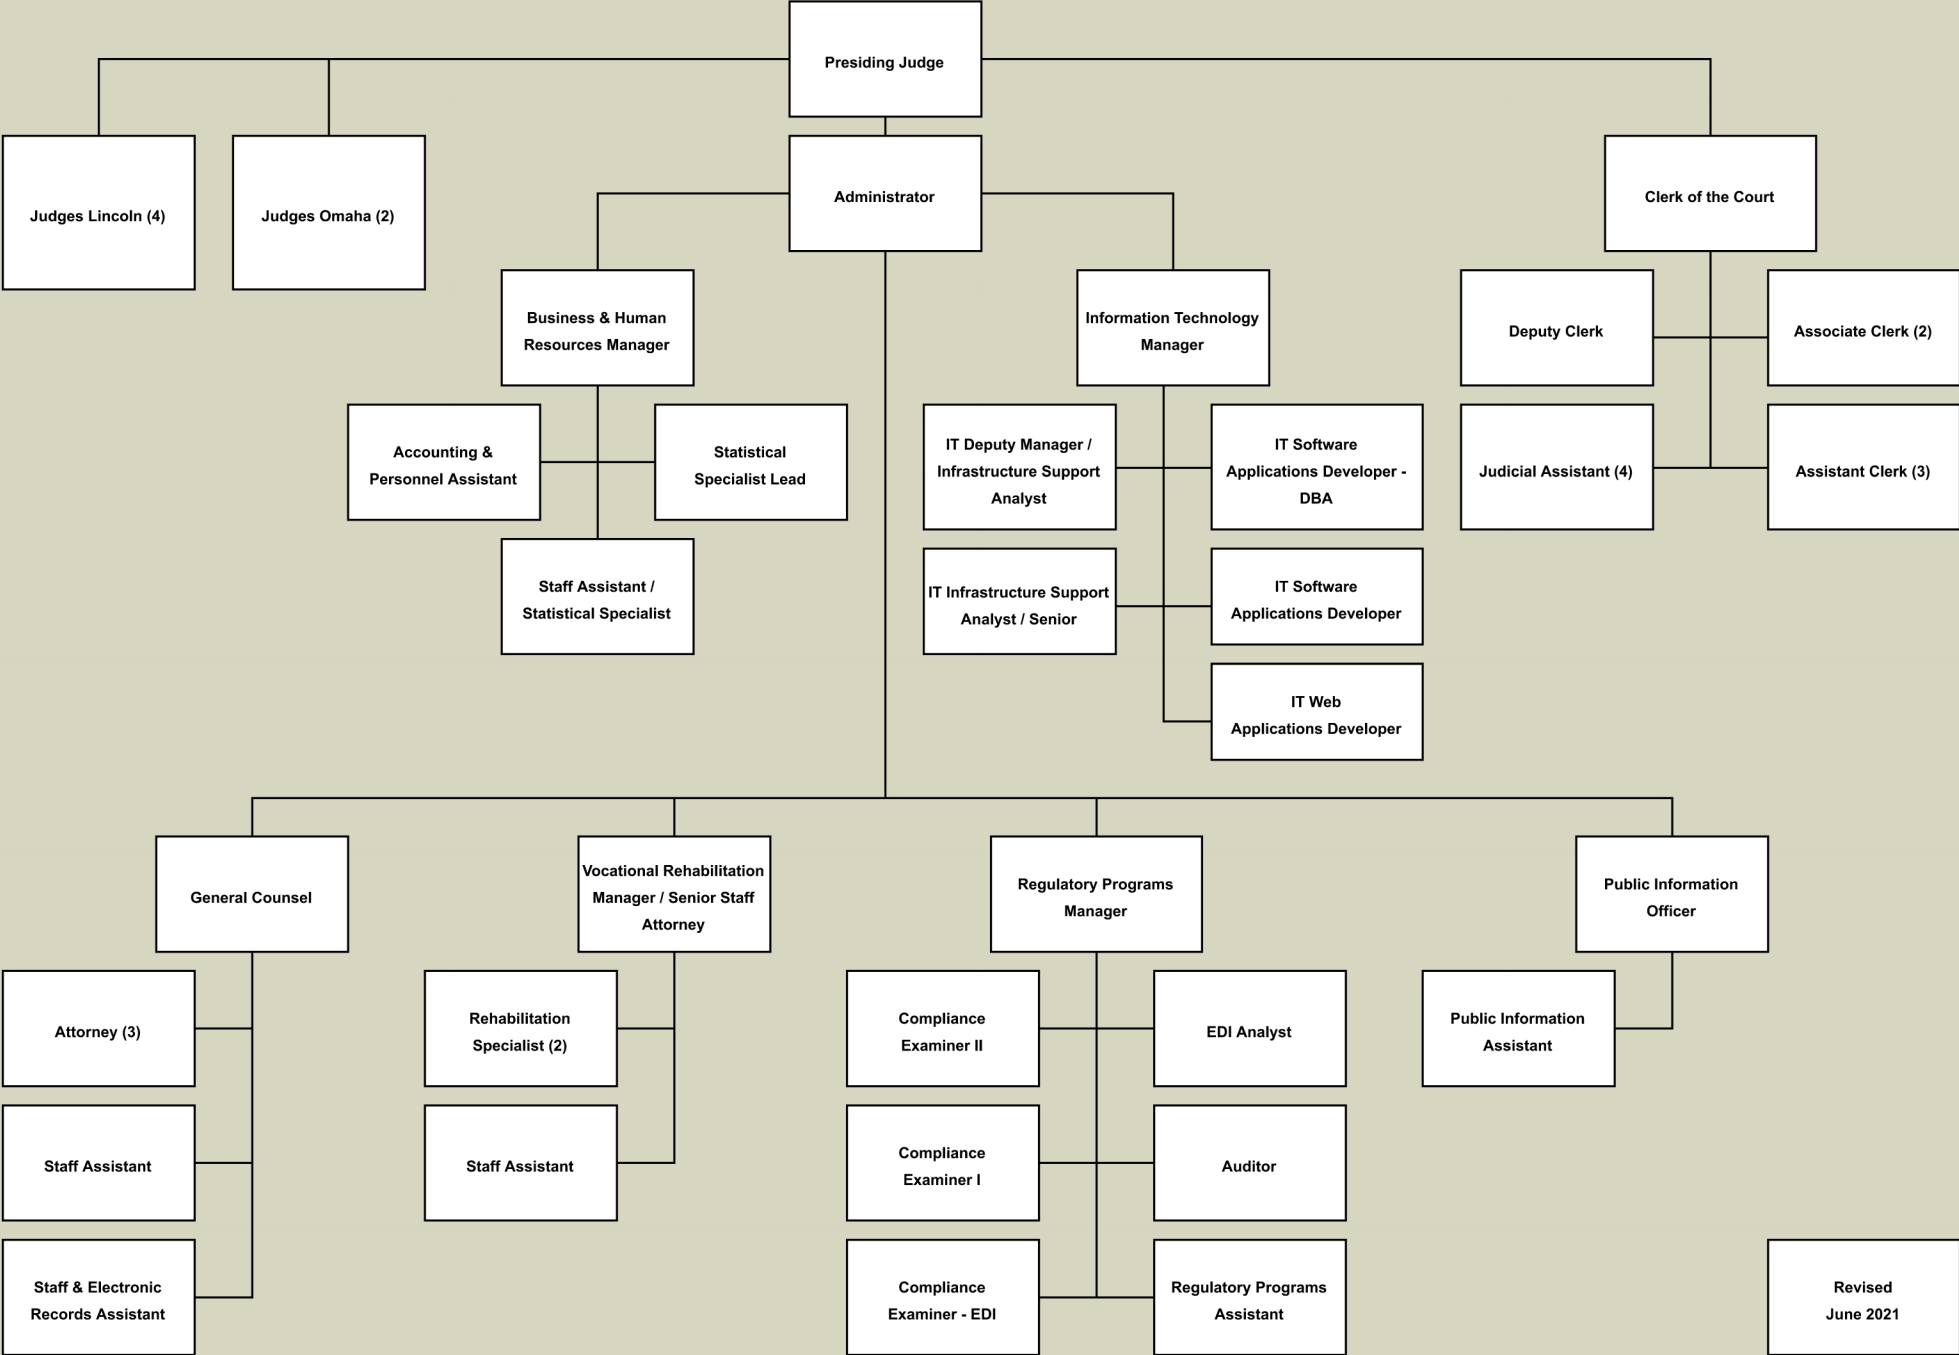 Presiding Judge
Judges Lincoln (4)
Judges Omaha (2)
Administrator
Clerk of the Court
Business & Human
Resources Manager
Information Technology
Manager
Deputy Clerk
Associate Clerk (2)
Accounting &
Personnel Assistant
Statistical
Specialist Lead
IT Deputy Manager /
Infrastructure Support
Analyst
IT Software
Applications Developer -
DBA
Judicial Assistant (4)
Assistant Clerk (3)
Staff Assistant /
Statistical Specialist
IT Infrastructure Support
Analyst / Senior
IT Software
Applications Developer
IT Web
Applications Developer
General Counsel
Vocational Rehabilitation
Manager / Senior Staff
Attorney
Regulatory Programs
Manager
Public Information
Officer
Attorney (3)
Rehabilitation
Specialist (2)
Compliance
Examiner II
EDI Analyst
Public Information
Assistant
Staff Assistant
Staff Assistant
Compliance
Examiner I
Auditor
Staff & Electronic
Records Assistant
Compliance
Examiner - EDI
Regulatory Programs
Assistant
Revised
June 2021